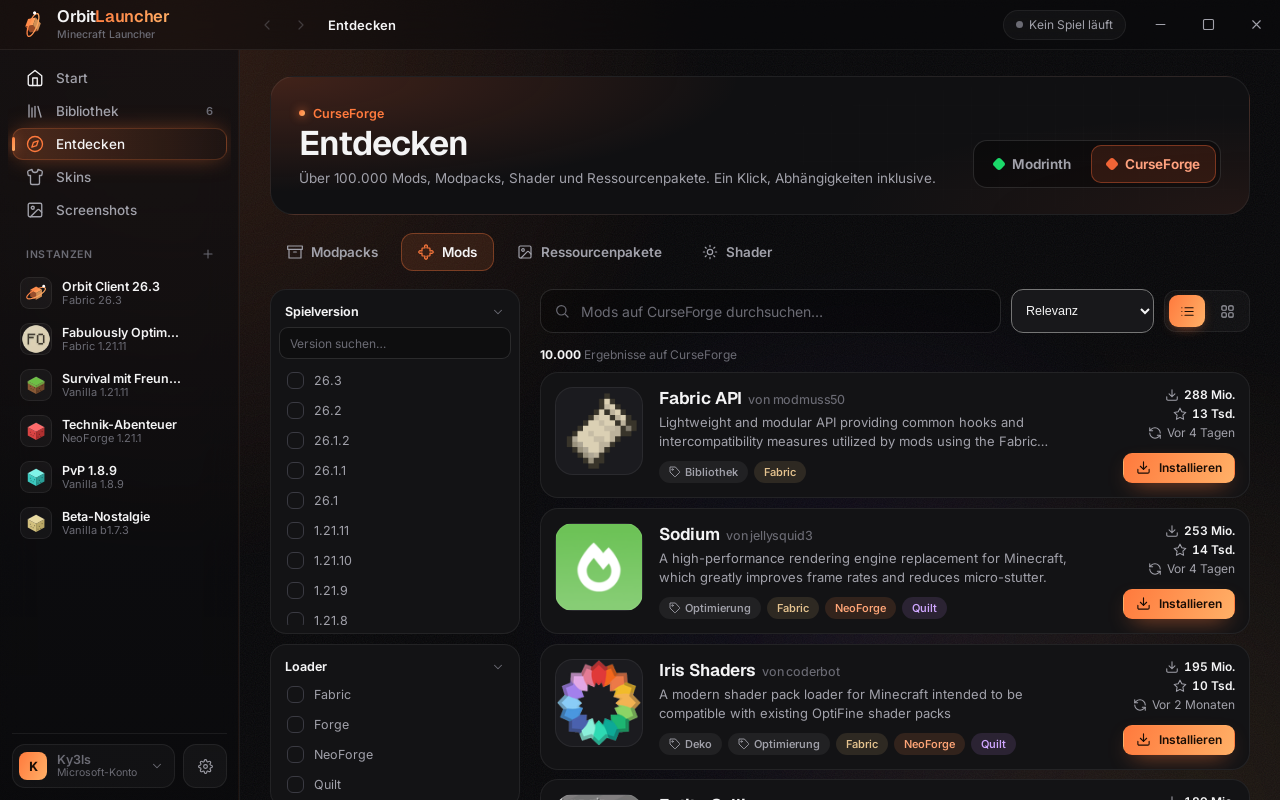 OrbitLauncher
Minecraft Launcher
Entdecken
Kein Spiel läuft
Start
Bibliothek 6
Entdecken
Skins
Screenshots
INSTANZEN
Orbit Client 26.3
Fabric 26.3
FO
Fabulously Optim...
Fabric 1.21.11
Survival mit Freun...
Vanilla 1.21.11
Technik-Abenteuer
NeoForge 1.21.1
PvP 1.8.9
Vanilla 1.8.9
Beta-Nostalgie
Vanilla b1.7.3
K
Ky3ls
Microsoft-Konto
CurseForge
Entdecken
Über 100.000 Mods, Modpacks, Shader und Ressourcenpakete. Ein Klick, Abhängigkeiten inklusive.
Modrinth
CurseForge
Modpacks
Mods
Ressourcenpakete
Shader
Spielversion
Version suchen...
26.3
26.2
26.1.2
26.1.1
26.1
1.21.11
1.21.10
1.21.9
1.21.8
Loader
Fabric
Forge
NeoForge
Quilt
Mods auf CurseForge durchsuchen...
Relevanz
10.000 Ergebnisse auf CurseForge
Fabric API von modmuss50
Lightweight and modular API providing common hooks and
intercompatibility measures utilized by mods using the Fabric...
Bibliothek Fabric
288 Mio.
13 Tsd.
Vor 4 Tagen
Installieren
Sodium von jellysquid3
A high-performance rendering engine replacement for Minecraft,
which greatly improves frame rates and reduces micro-stutter.
Optimierung Fabric NeoForge Quilt
253 Mio.
14 Tsd.
Vor 4 Tagen
Installieren
Iris Shaders von coderbot
A modern shader pack loader for Minecraft intended to be
compatible with existing OptiFine shader packs
Deko Optimierung Fabric NeoForge Quilt
195 Mio.
10 Tsd.
Vor 2 Monaten
Installieren